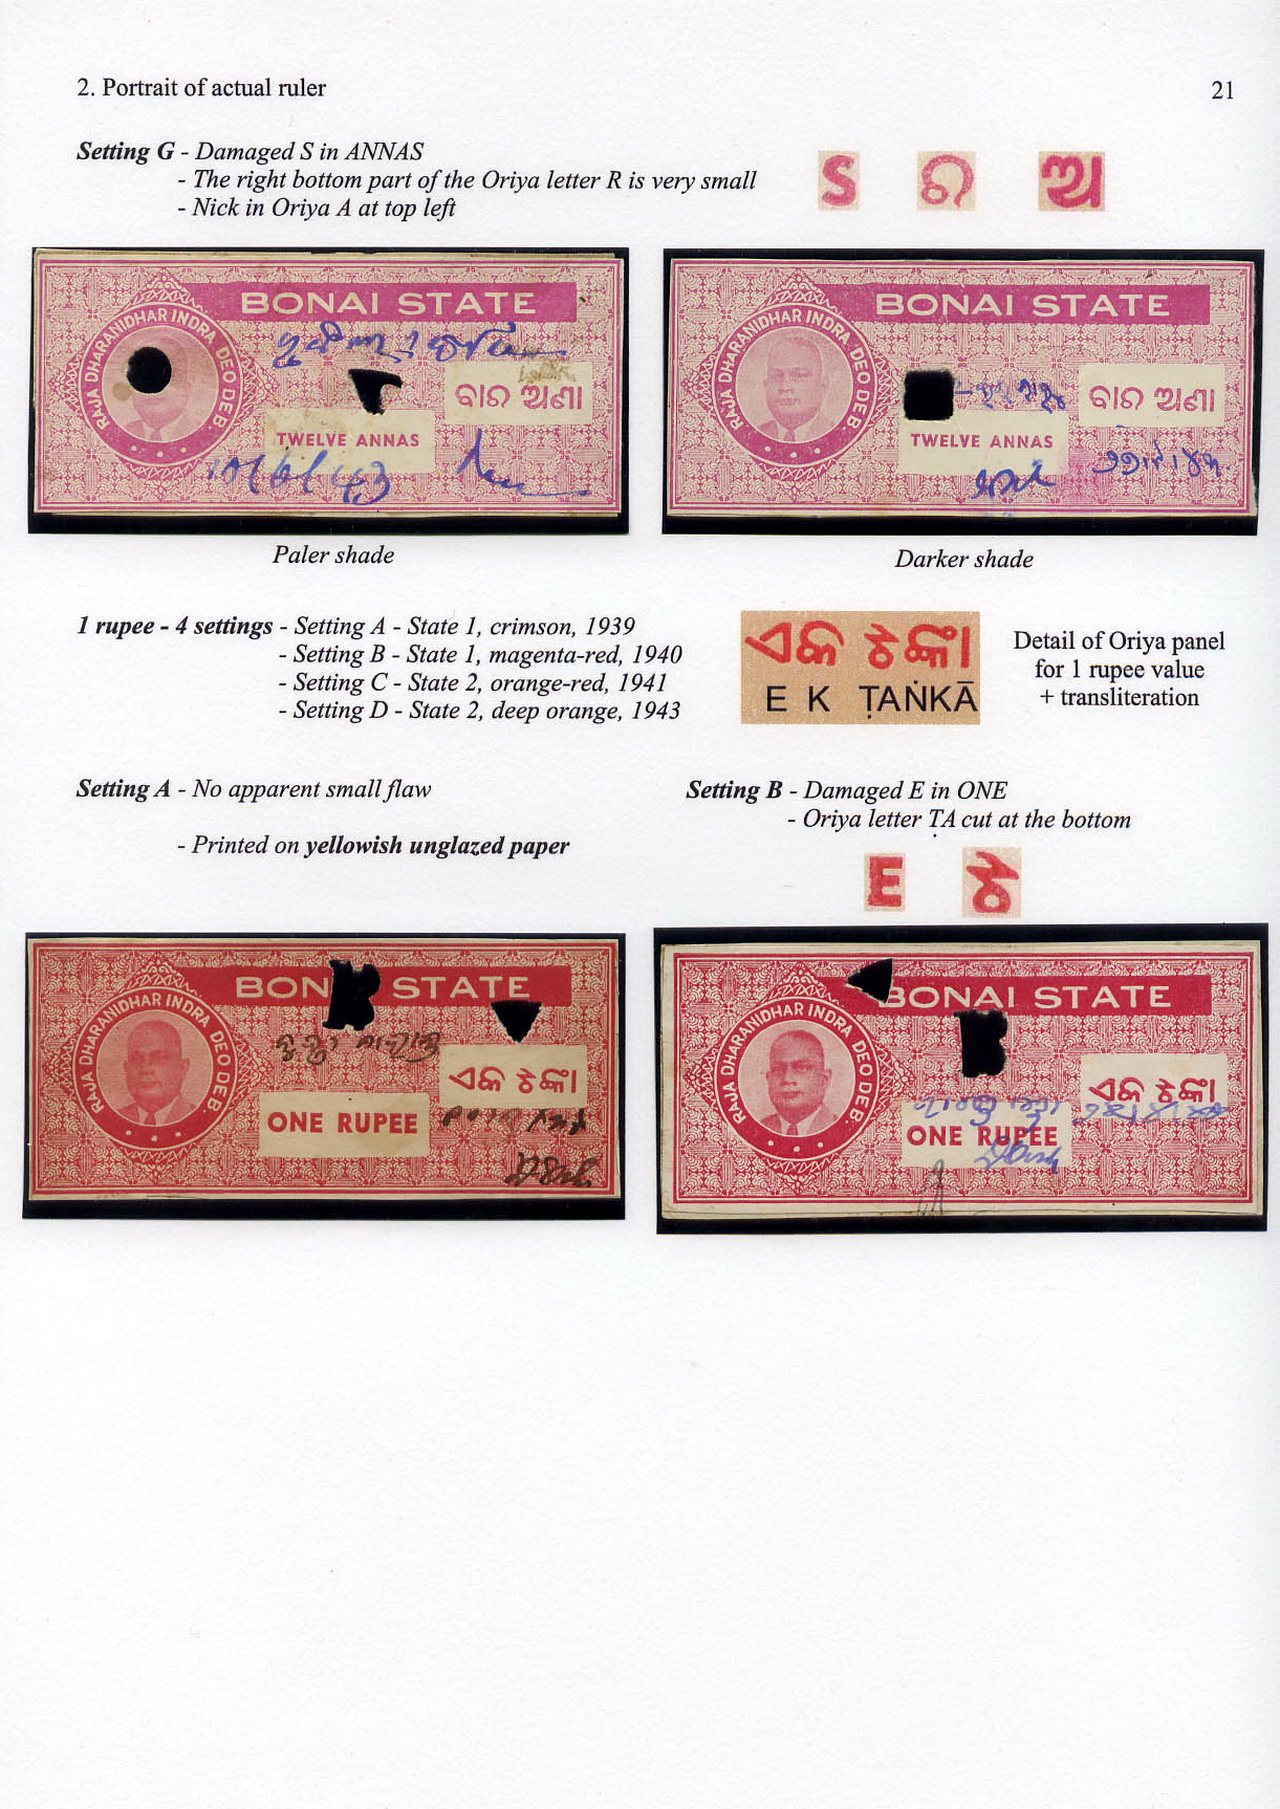 2. Portrait of actual ruler
21
Setting G - Damaged S in ANNAS
- The right bottom part of the Oriya letter R is very small
- Nick in Oriya A at top left
S ର ଅ
BONAI STATE
RAJA DHARANIDHAR INDRA DEO DEB
ବାର ଅଣା
TWELVE ANNAS
10/6/43
Paler shade
BONAI STATE
RAJA DHARANIDHAR INDRA DEO DEB
ବାର ଅଣା
TWELVE ANNAS
Darker shade
1 rupee - 4 settings - Setting A - State 1, crimson, 1939
- Setting B - State 1, magenta-red, 1940
- Setting C - State 2, orange-red, 1941
- Setting D - State 2, deep orange, 1943
ଏକ ଟଙ୍କା
E K ṬAṄKĀ
Detail of Oriya panel
for 1 rupee value
+ transliteration
Setting A - No apparent small flaw
- Printed on yellowish unglazed paper
Setting B - Damaged E in ONE
- Oriya letter ṬA cut at the bottom
E ଟ
BON STATE
RAJA DHARANIDHAR INDRA DEO DEB.
ଏକ ଟଙ୍କା
ONE RUPEE
BONAI STATE
RAJA DHARANIDHAR INDRA DEO DEB.
ଏକ ଟଙ୍କା
ONE RUPEE